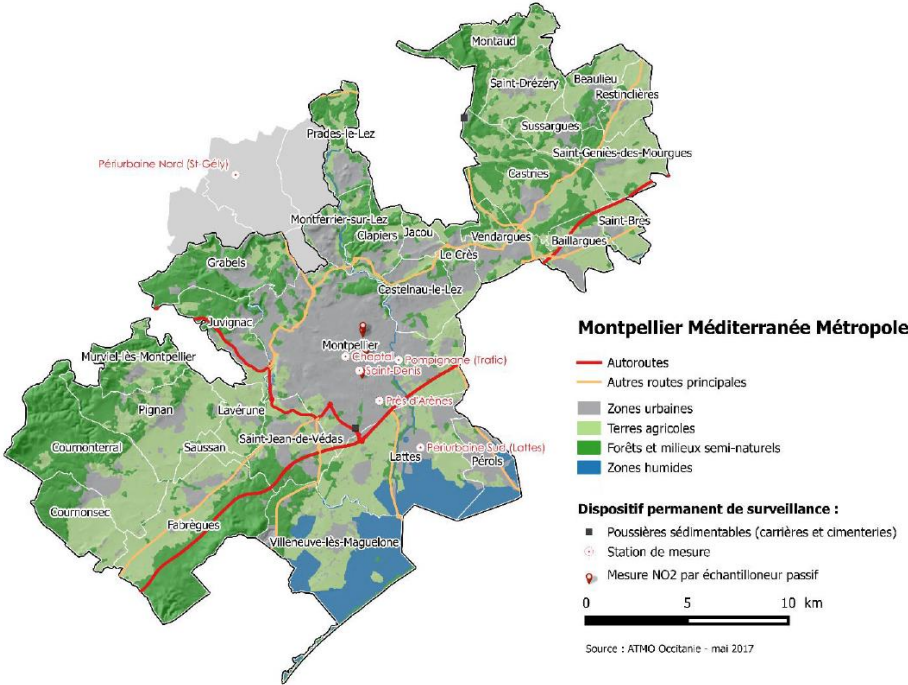 Montaud
Saint-Drézéry
Beaulieu
Restinclières
Prades-le-Lez
Sussargues
Saint-Geniès-des-Mourgues
Périurbaine Nord (St-Gély)
Castries
Montferrier-sur-Lez
Clapiers
Jacou
Saint-Brès
Vendargues
Baillargues
Le Crès
Grabels
Castelnau-le-Lez
Juvignac
Montpellier
Chaptal
Pompignane (Trafic)
Saint-Denis
Murviel-lès-Montpellier
Prés d'Arènes
Pignan
Lavérune
Cournonterral
Saussan
Saint-Jean-de-Védas
Périurbaine Sud (Lattes)
Lattes
Pérols
Cournonsec
Fabrègues
Villeneuve-lès-Maguelone
Montpellier Méditerranée Métropole
Autoroutes
Autres routes principales
Zones urbaines
Terres agricoles
Forêts et milieux semi-naturels
Zones humides
Dispositif permanent de surveillance :
Poussières sédimentables (carrières et cimenteries)
Station de mesure
Mesure NO2 par échantilloneur passif
0 5 10 km
Source : ATMO Occitanie - mai 2017